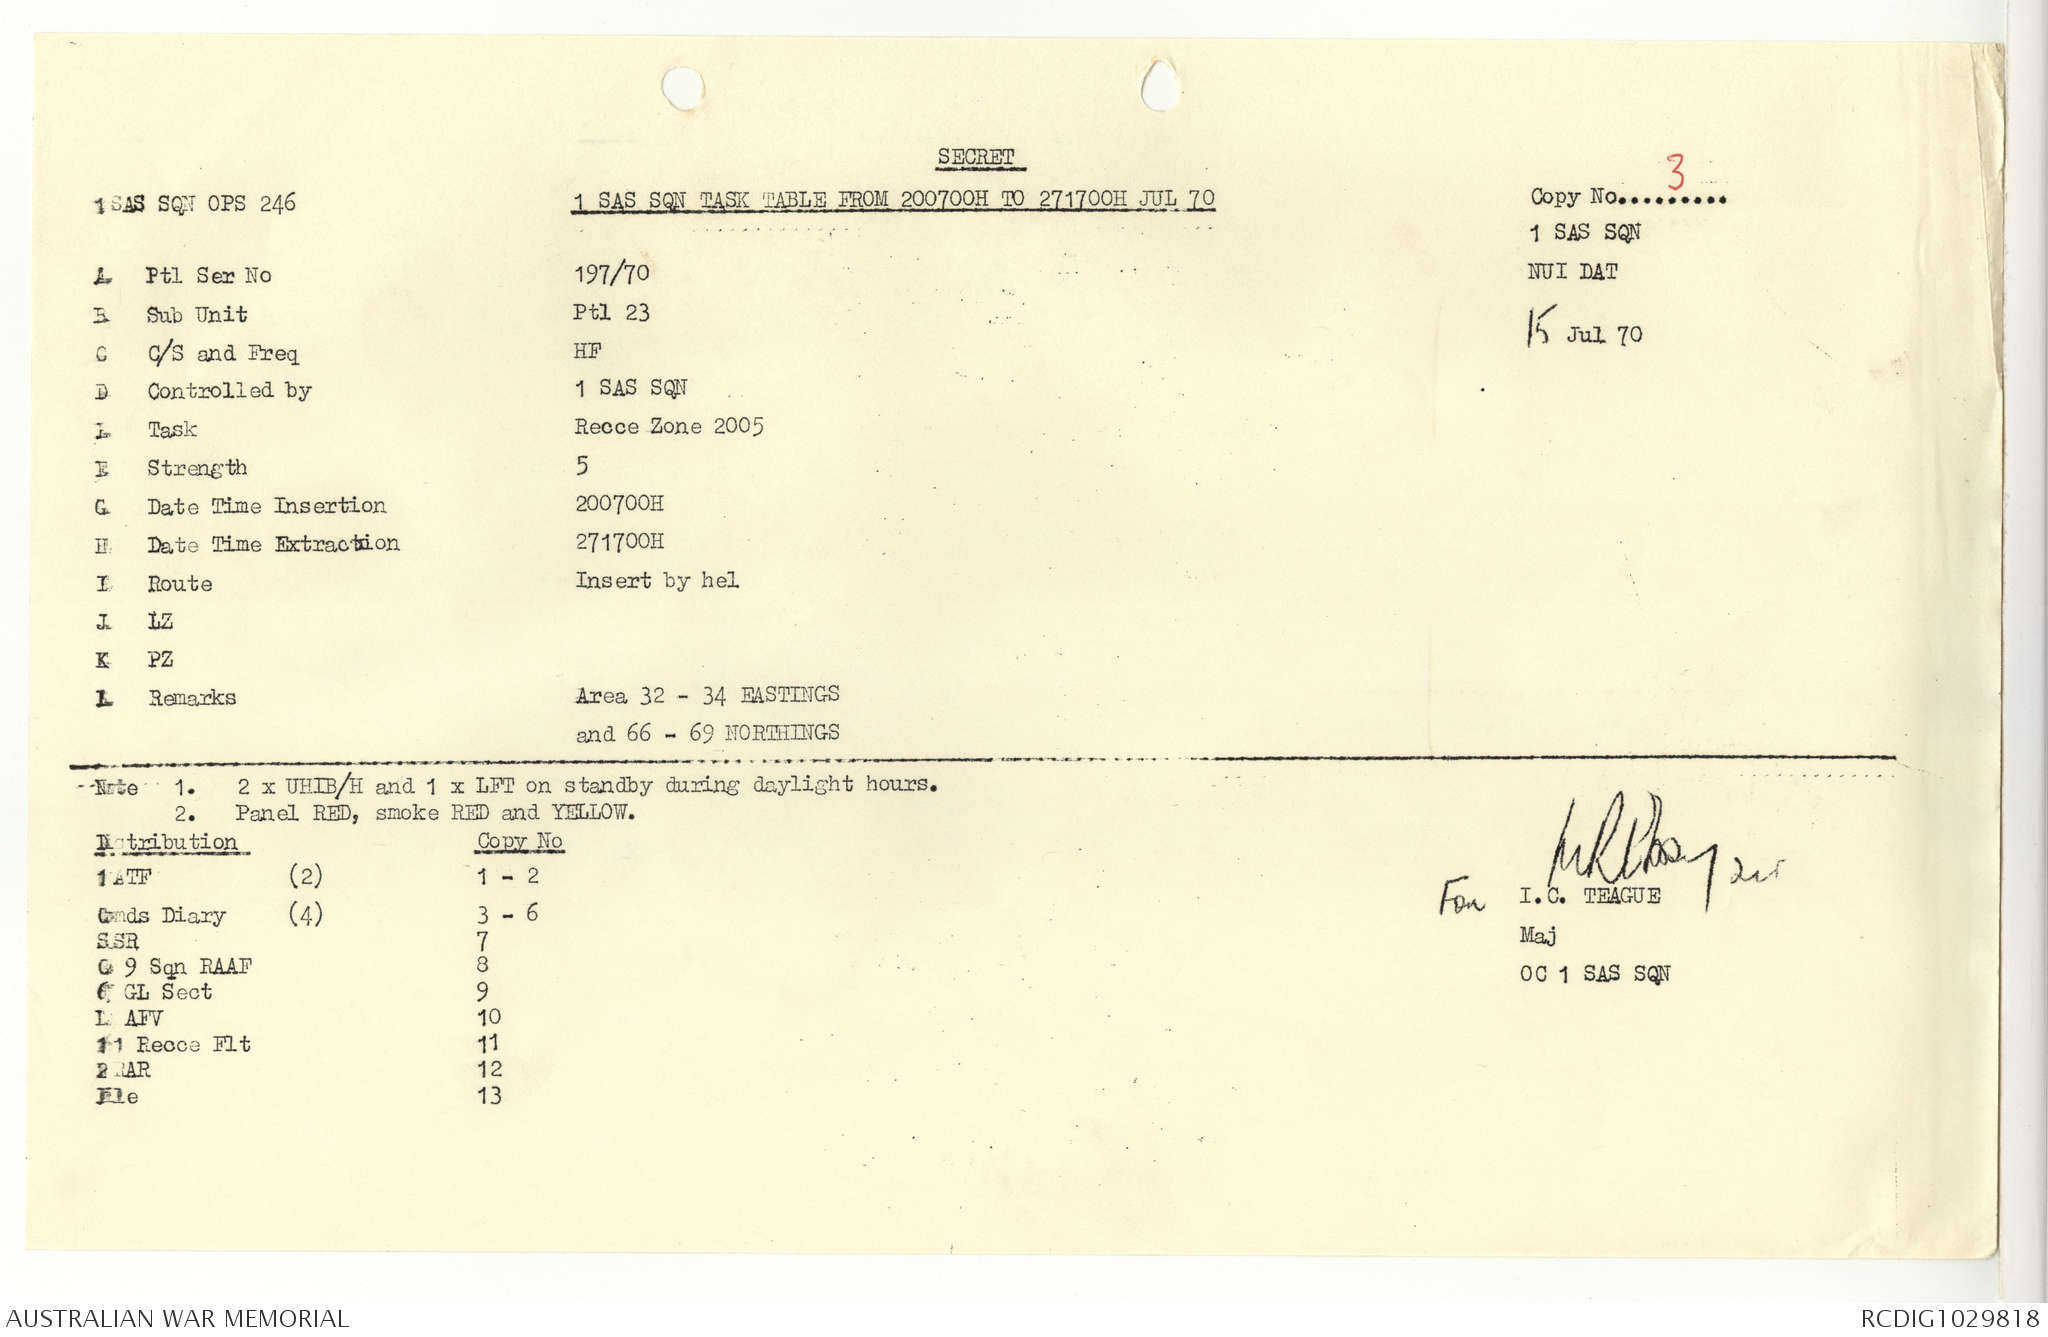 SECRET
1 SAS SQN OPS 246
1 SAS SQN TASK TABLE FROM 200700H TO 271700H JUL 70
Copy No......... 3
1 SAS SQN
NUI DAT
15 Jul 70
A Ptl Ser No 197/70
B Sub Unit Ptl 23
C C/S and Freq HF
D Controlled by 1 SAS SQN
E Task Recce Zone 2005
F Strength 5
G Date Time Insertion 200700H
H Date Time Extraction 271700H
I Route Insert by hel
J LZ
K PZ
L Remarks Area 32 - 34 EASTINGS
and 66 - 69 NORTHINGS
Note 1. 2 x UHIB/H and 1 x LFT on standby during daylight hours.
2. Panel RED, smoke RED and YELLOW.
Distribution Copy No
1 ATF (2) 1 - 2
Comds Diary (4) 3 - 6
SSR 7
9 Sqn RAAF 8
GL Sect 9
AFV 10
1 Recce Flt 11
2 RAR 12
File 13
For I.C. TEAGUE
Maj
OC 1 SAS SQN
AUSTRALIAN WAR MEMORIAL
RCDIG1029818